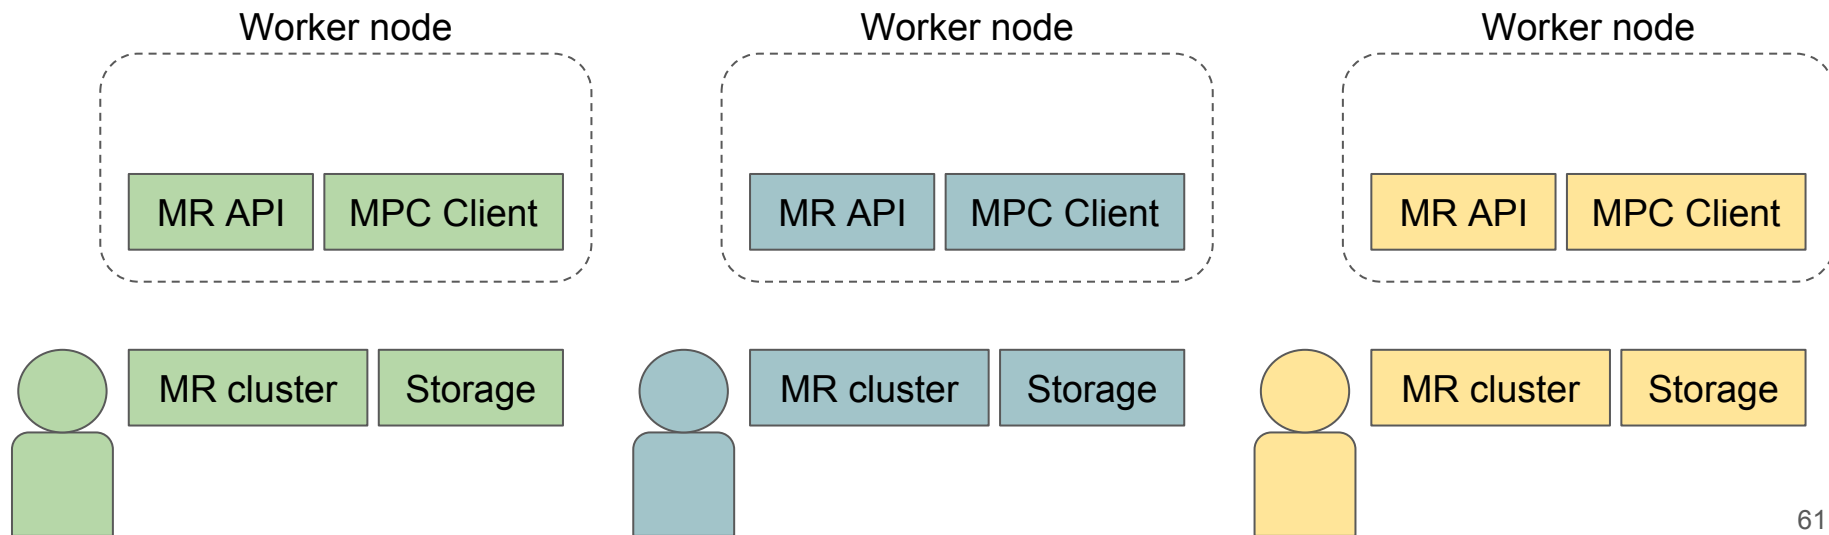 Worker node
Worker node
Worker node
MR API
MPC Client
MR API
MPC Client
MR API
MPC Client
MR cluster
Storage
MR cluster
Storage
MR cluster
Storage
61